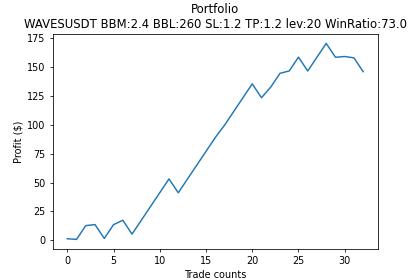 Portfolio
WAVESUSDT BBM:2.4 BBL:260 SL:1.2 TP:1.2 lev:20 WinRatio:73.0
175
150
125
100
75
50
25
0
Profit ($)
0 5 10 15 20 25 30
Trade counts